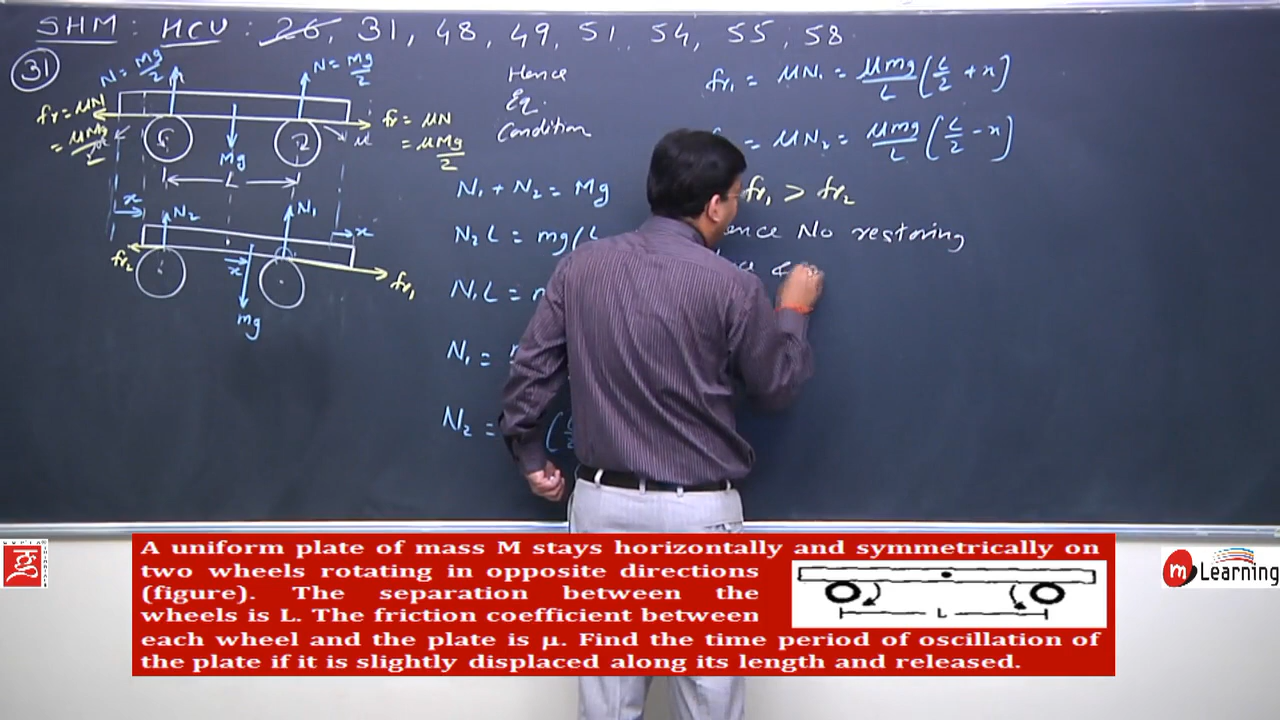 SHM : HCV : 26, 31, 48, 49, 51, 54, 55, 58
31
N = Mg/2
N = Mg/2
fr = μN
= μMg/2
fr = μN
= μMg/2
Mg
L
x
N2
N1
x
fr2
x
fr1
mg
Hence
Eq.
Condition
N1 + N2 = Mg
N2 L = mg(
N1 L =
N1 =
N2 =
fr1 = μN1 = μmg/L (L/2 + x)
= μN2 = μmg/L (L/2 - x)
fr1 > fr2
No restoring
A uniform plate of mass M stays horizontally and symmetrically on
two wheels rotating in opposite directions
(figure). The separation between the
wheels is L. The friction coefficient between
each wheel and the plate is μ. Find the time period of oscillation of
the plate if it is slightly displaced along its length and released.
L
m Learning